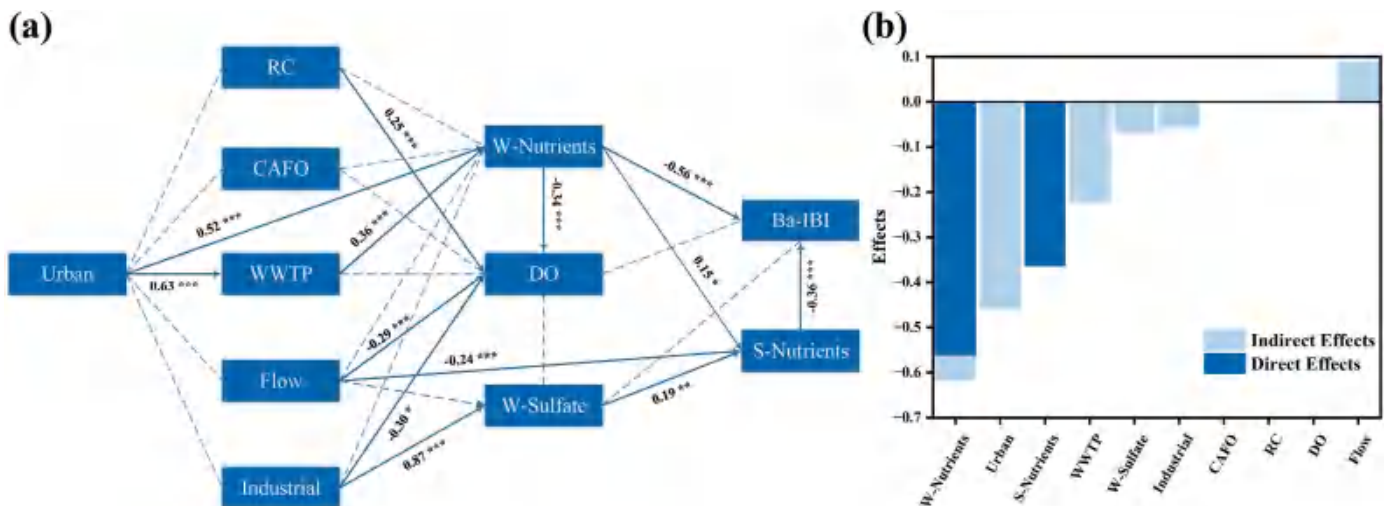 (a)
RC
CAFO
Urban
WWTP
Flow
Industrial
W-Nutrients
DO
W-Sulfate
Ba-IBI
S-Nutrients
0.25 ***
0.52 ***
0.36 ***
0.63 ***
-0.34 ***
-0.56 ***
0.15 *
-0.29 ***
-0.24 ***
-0.36 ***
-0.30 *
0.87 ***
0.19 **
(b)
Effects
0.1
0.0
−0.1
−0.2
−0.3
−0.4
−0.5
−0.6
−0.7
Indirect Effects
Direct Effects
W-Nutrients
Urban
S-Nutrients
WWTP
W-Sulfate
Industrial
CAFO
RC
DO
Flow